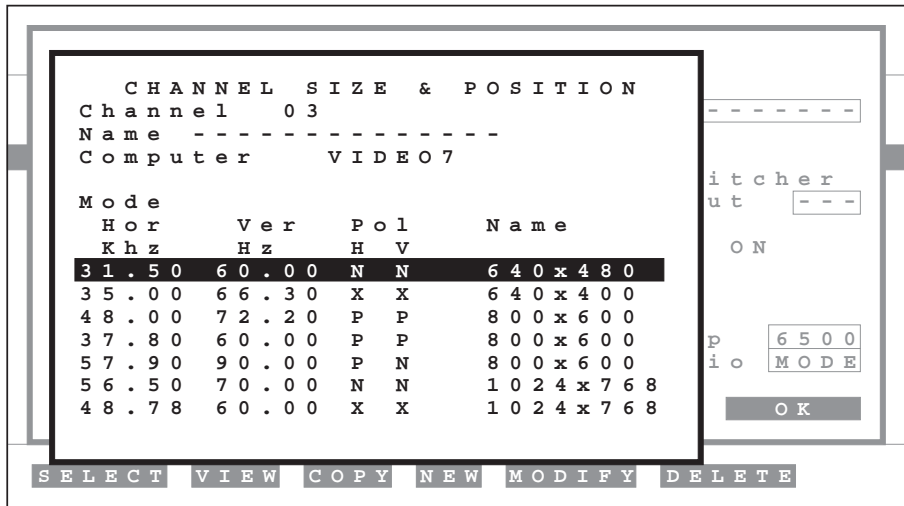 CHANNEL SIZE & POSITION
Channel 03
Name --------------
Computer VIDEO7
Mode
Hor Ver Pol Name
Khz Hz H V
31.50 60.00 N N 640x480
35.00 66.30 X X 640x400
48.00 72.20 P P 800x600
37.80 60.00 P P 800x600
57.90 90.00 P N 800x600
56.50 70.00 N N 1024x768
48.78 60.00 X X 1024x768
-------
itcher
ut ---
ON
p 6500
io MODE
OK
SELECT VIEW COPY NEW MODIFY DELETE